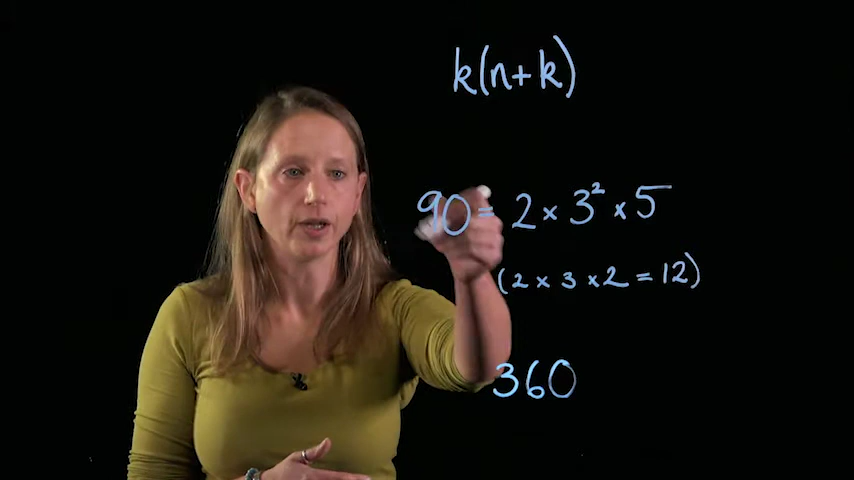 k(n+k)
90 = 2 × 3² × 5
(2 × 3 × 2 = 12)
360